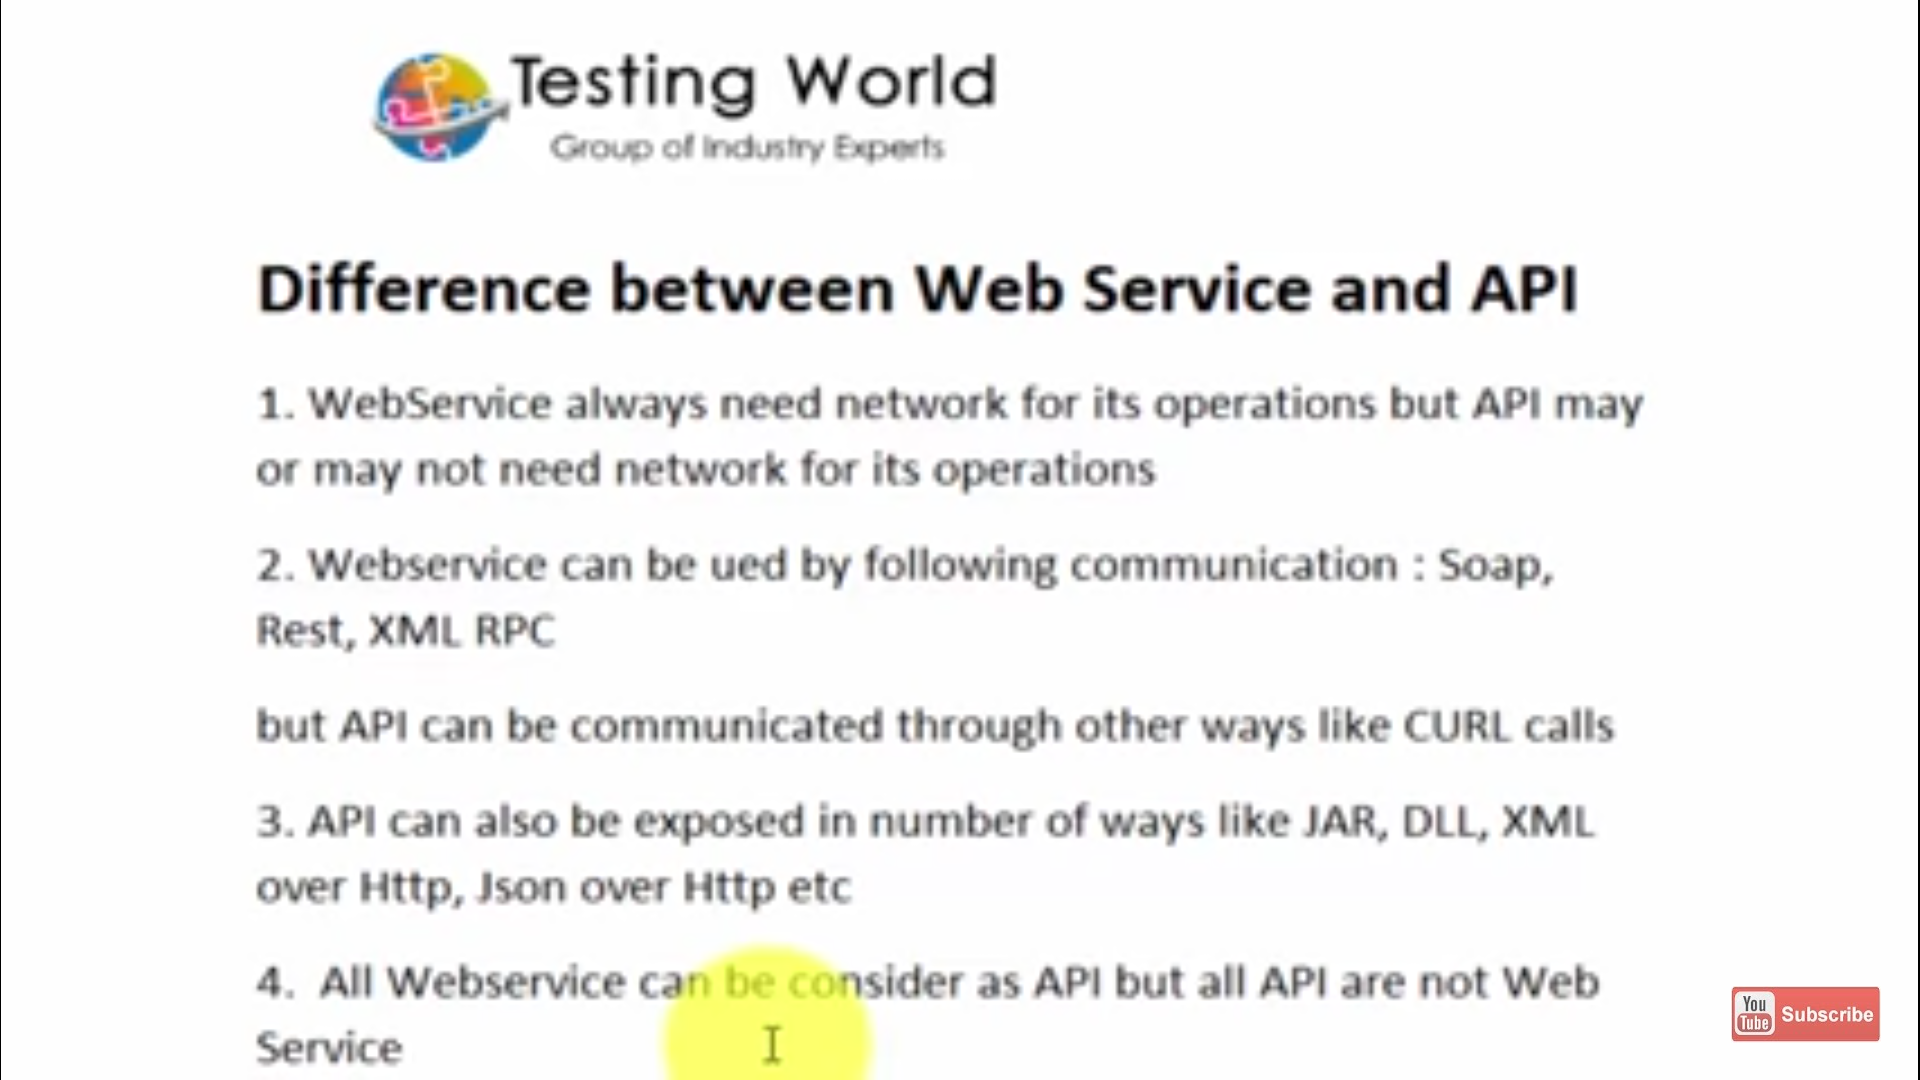 Testing World
Group of Industry Experts
Difference between Web Service and API
1. WebService always need network for its operations but API may
or may not need network for its operations
2. Webservice can be ued by following communication : Soap,
Rest, XML RPC
but API can be communicated through other ways like CURL calls
3. API can also be exposed in number of ways like JAR, DLL, XML
over Http, Json over Http etc
4. All Webservice can be consider as API but all API are not Web
Service
You
Tube
Subscribe